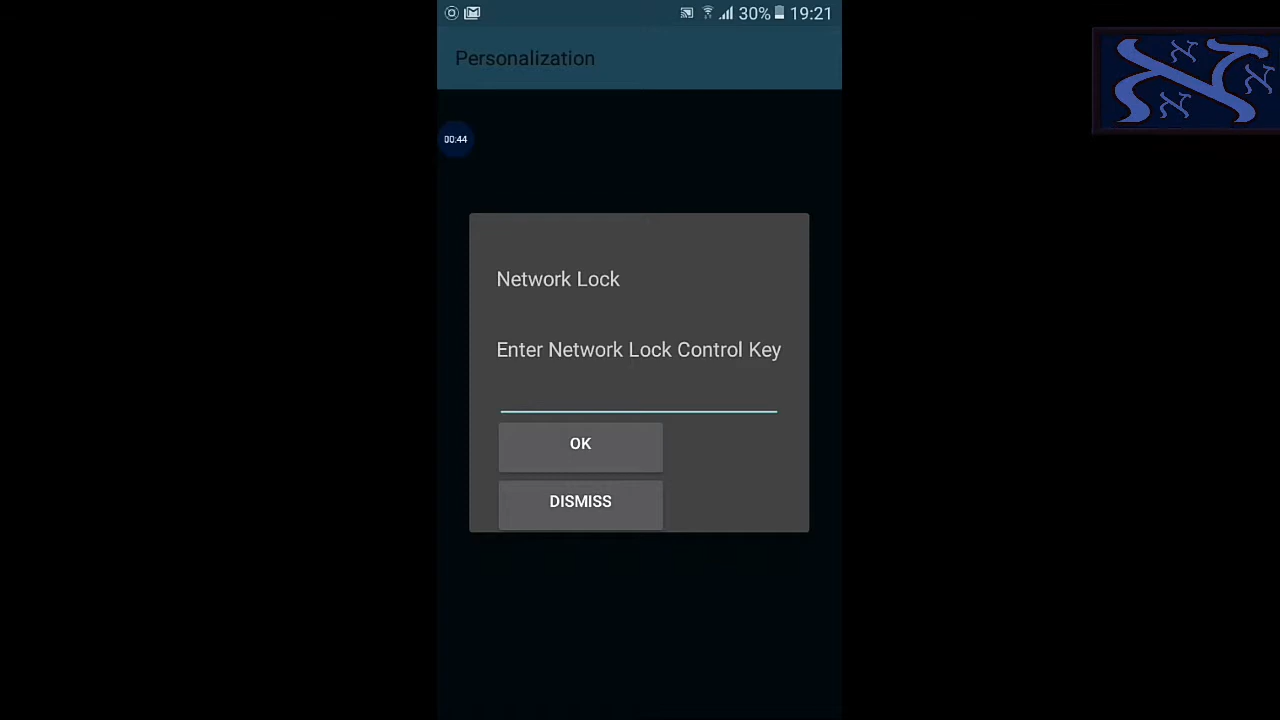 30% 19:21
Personalization
00:44
Network Lock
Enter Network Lock Control Key
OK
DISMISS
א א א א